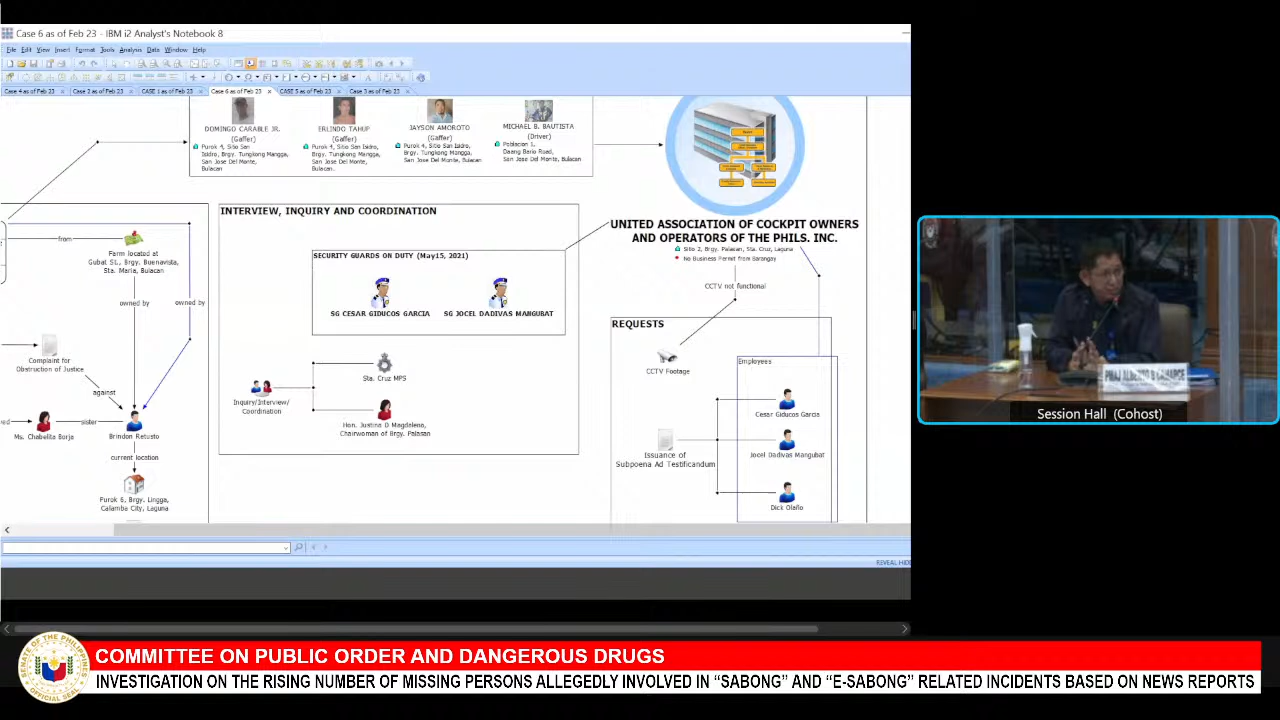 Case 6 as of Feb 23 - IBM i2 Analyst's Notebook 8
File Edit View Insert Format Tools Analysis Data Window Help
Case 4 as of Feb 23 Case 2 as of Feb 23 CASE 1 as of Feb 23 Case 6 as of Feb 23 CASE 5 as of Feb 23 Case 3 as of Feb 23
DOMINGO CARABLE JR.
(Gaffer)
Purok 4, Sitio San
Isidro, Brgy. Tungkong Mangga,
San Jose Del Monte,
Bulacan
ERLINDO TAHUP
(Gaffer)
Purok 4, Sitio San Isidro,
Brgy. Tungkong Mangga,
San Jose Del Monte,
Bulacan.
JAYSON AMOROTO
(Gaffer)
Purok 4, Sitio San Isidro,
Brgy. Tungkong Mangga,
San Jose Del Monte, Bulacan
MICHAEL B. BAUTISTA
(Driver)
Poblacion 1,
Daang Bario Road,
San Jose Del Monte, Bulacan
from
Farm located at
Gubat St., Brgy. Buenavista,
Sta. Maria, Bulacan
owned by
owned by
Complaint for
Obstruction of Justice
against
Ms. Chabelita Borja
sister
Brindon Retusto
current location
Purok 6, Brgy. Lingga,
Calamba City, Laguna
INTERVIEW, INQUIRY AND COORDINATION
SECURITY GUARDS ON DUTY (May15, 2021)
SG CESAR GIDUCOS GARCIA SG JOCEL DADIVAS MANGUBAT
Inquiry/Interview/
Coordination
Sta. Cruz MPS
Hon. Justina D Magdalena,
Chairwoman of Brgy. Palasan
UNITED ASSOCIATION OF COCKPIT OWNERS
AND OPERATORS OF THE PHILS. INC.
Sitio 2, Brgy. Palasan, Sta. Cruz, Laguna
No Business Permit from Barangay
CCTV not functional
REQUESTS
CCTV Footage
Issuance of
Subpoena Ad Testificandum
Employees
Cesar Giducos Garcia
Jocel Dadivas Mangubat
Dick Olaño
REVEAL HID
Session Hall (Cohost)
SENATE OF THE PHILIPPINES
OFFICIAL SEAL
COMMITTEE ON PUBLIC ORDER AND DANGEROUS DRUGS
INVESTIGATION ON THE RISING NUMBER OF MISSING PERSONS ALLEGEDLY INVOLVED IN “SABONG” AND “E-SABONG” RELATED INCIDENTS BASED ON NEWS REPORTS